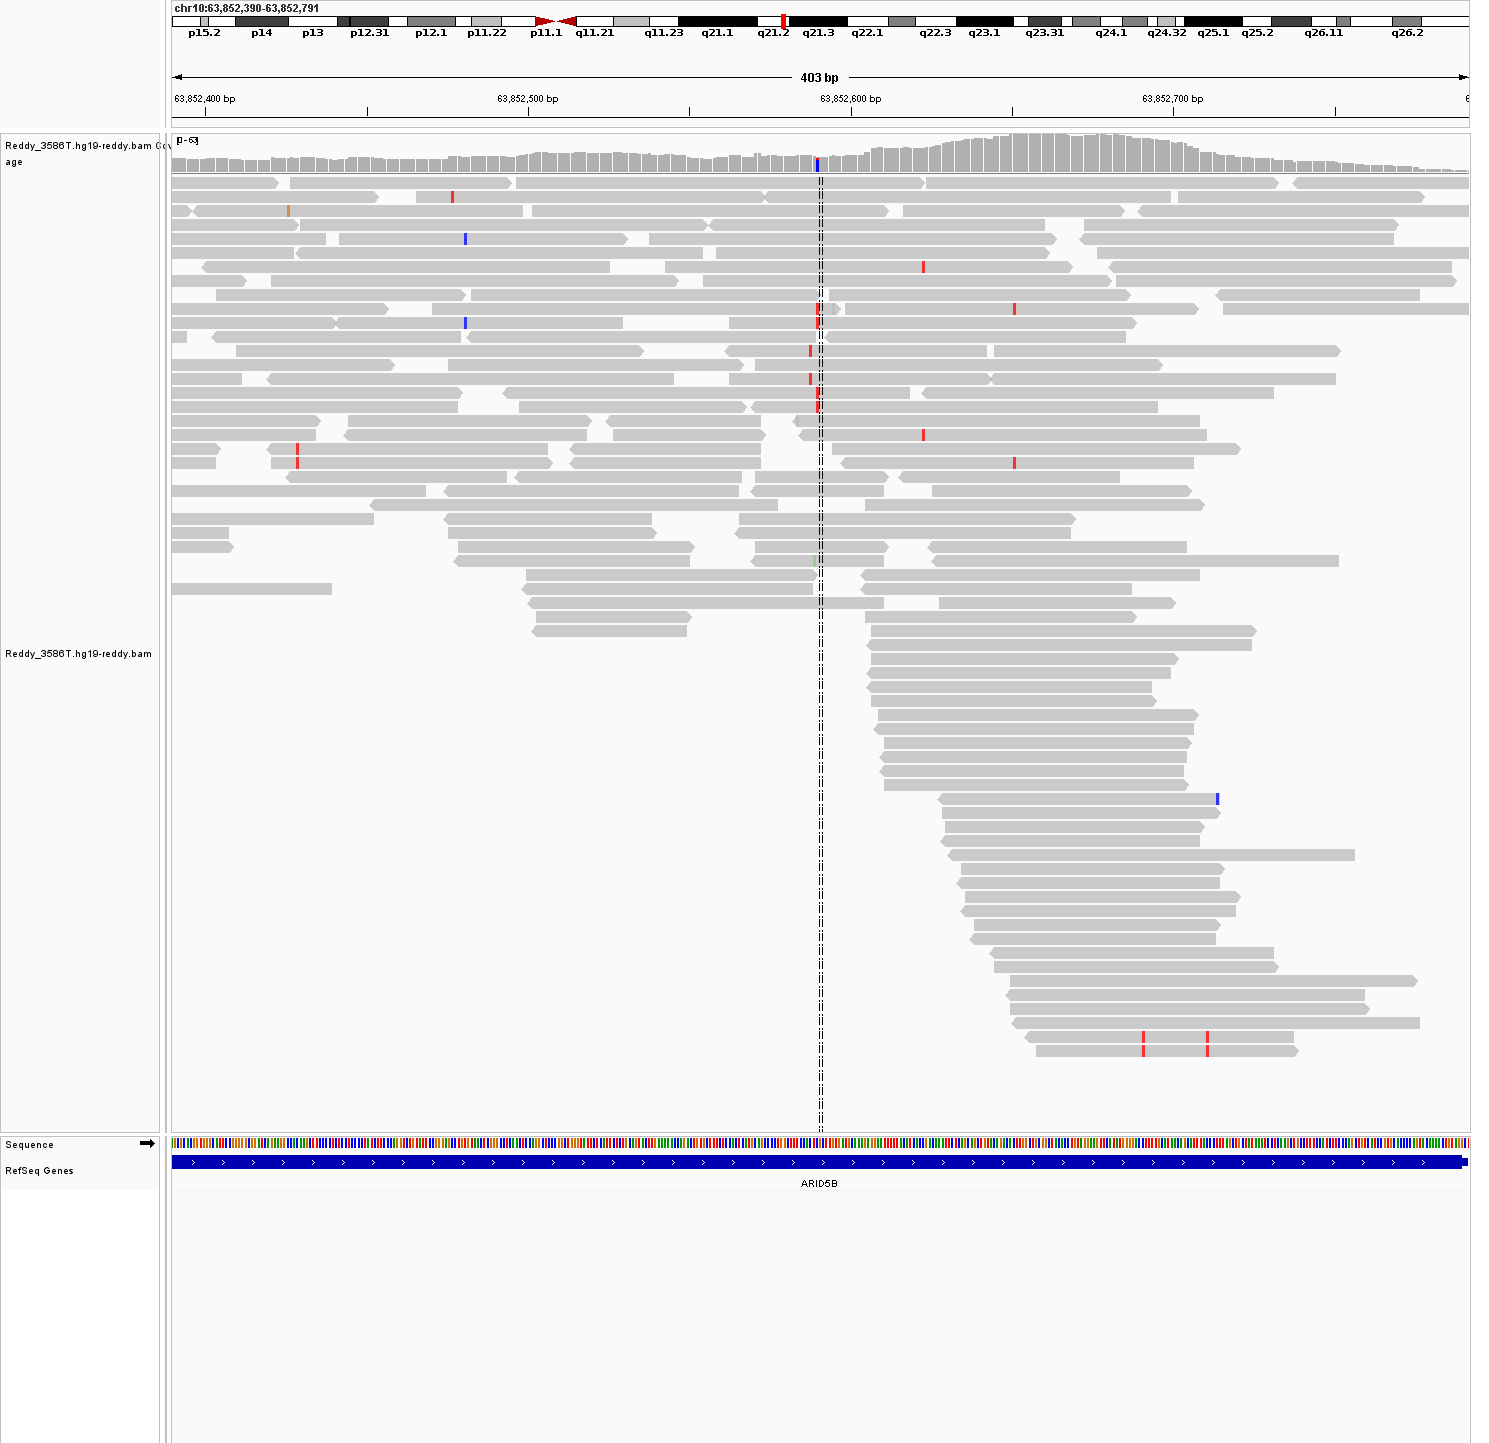 chr10:63,852,390-63,852,791
p15.2 p14 p13 p12.31 p12.1 p11.22 p11.1 q11.21 q11.23 q21.1 q21.2 q21.3 q22.1 q22.3 q23.1 q23.31 q24.1 q24.32 q25.1 q25.2 q26.11 q26.2
403 bp
63,852,400 bp 63,852,500 bp 63,852,600 bp 63,852,700 bp 6
Reddy_3586T.hg19-reddy.bam Cov [0-63]
age
Reddy_3586T.hg19-reddy.bam
Sequence
RefSeq Genes
ARID5B